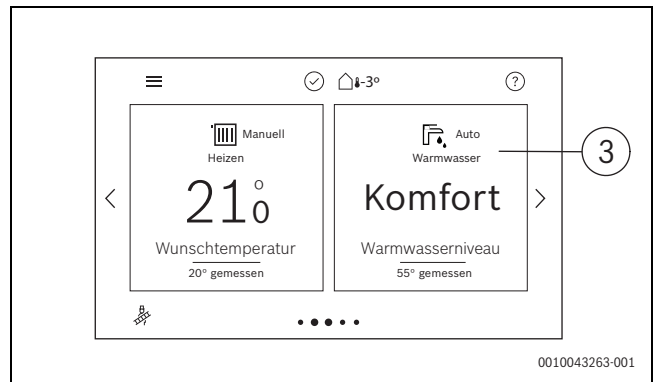 -3°
?
Manuell
Heizen
21°0
Wunschtemperatur
20° gemessen
Auto
Warmwasser
Komfort
Warmwasserniveau
55° gemessen
3
0010043263-001